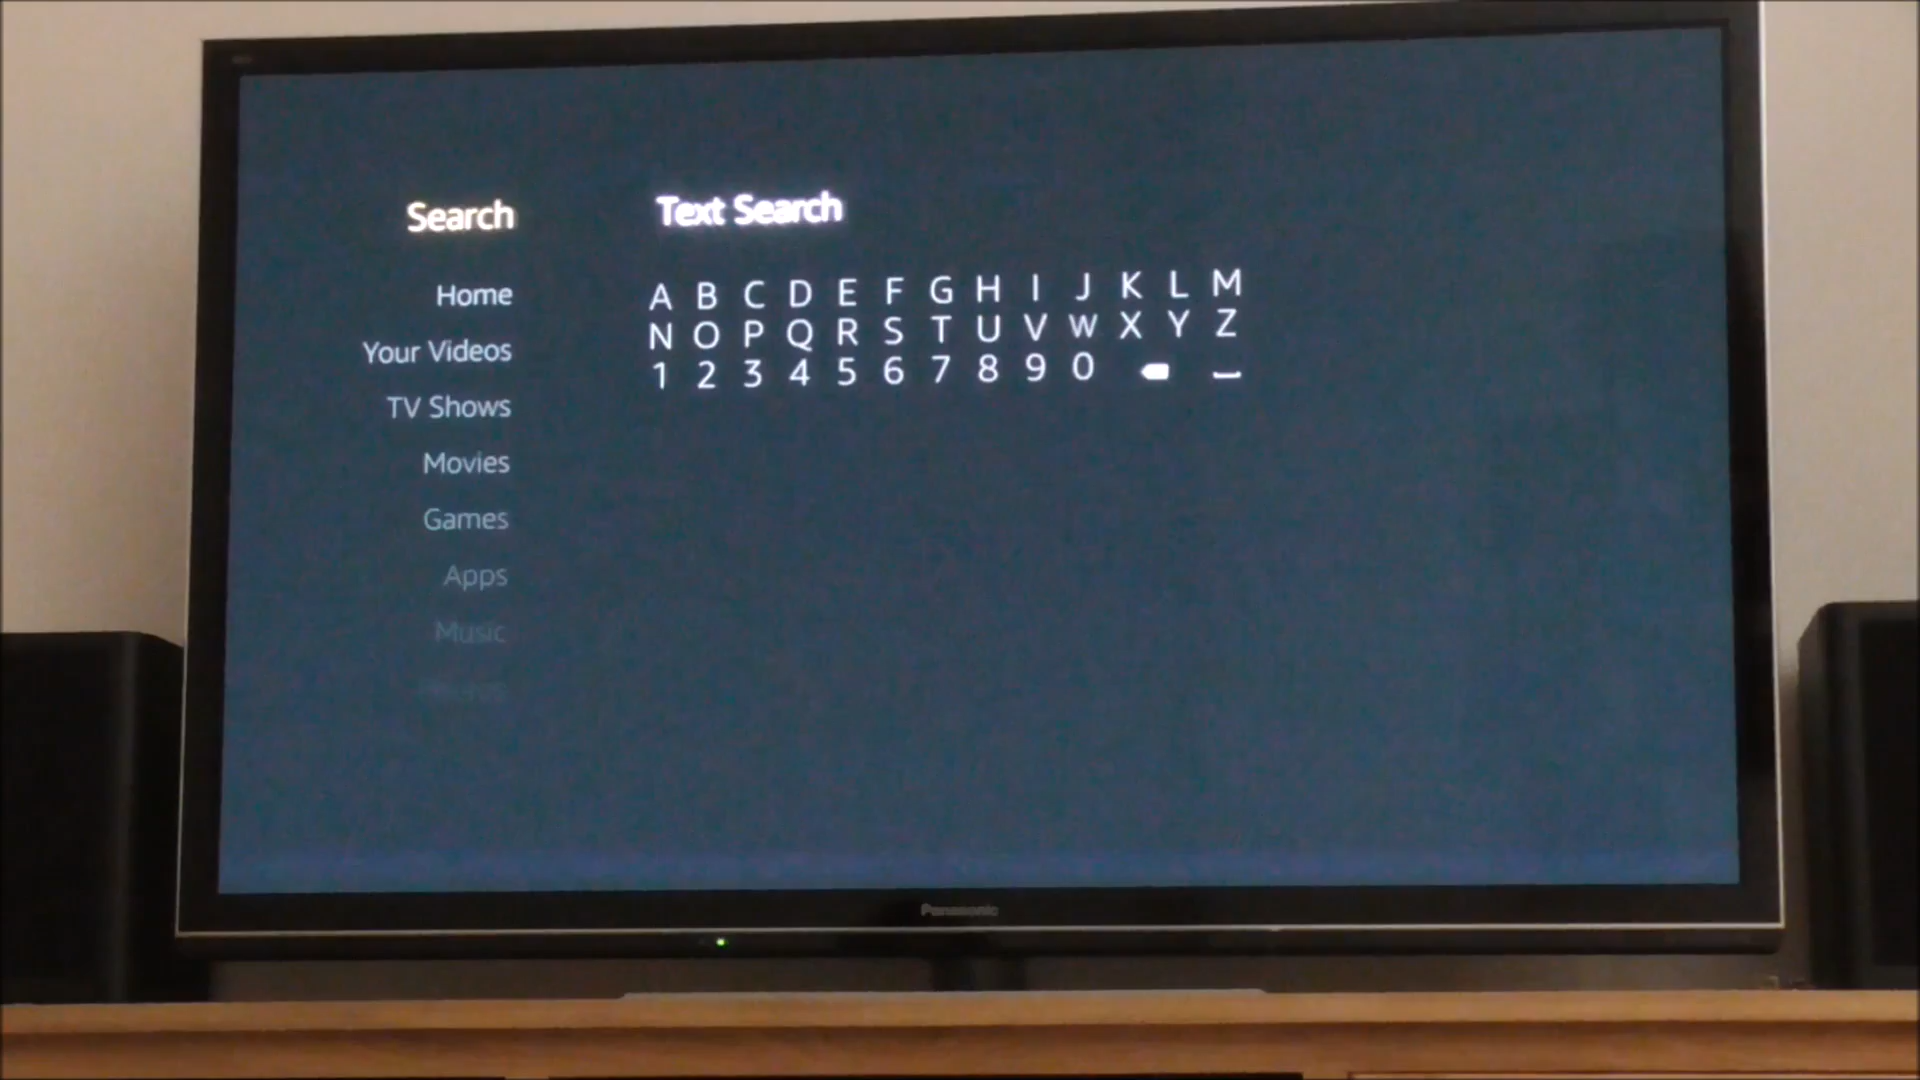 Search
Home
Your Videos
TV Shows
Movies
Games
Apps
Music
Text Search
A B C D E F G H I J K L M
N O P Q R S T U V W X Y Z
1 2 3 4 5 6 7 8 9 0
Panasonic